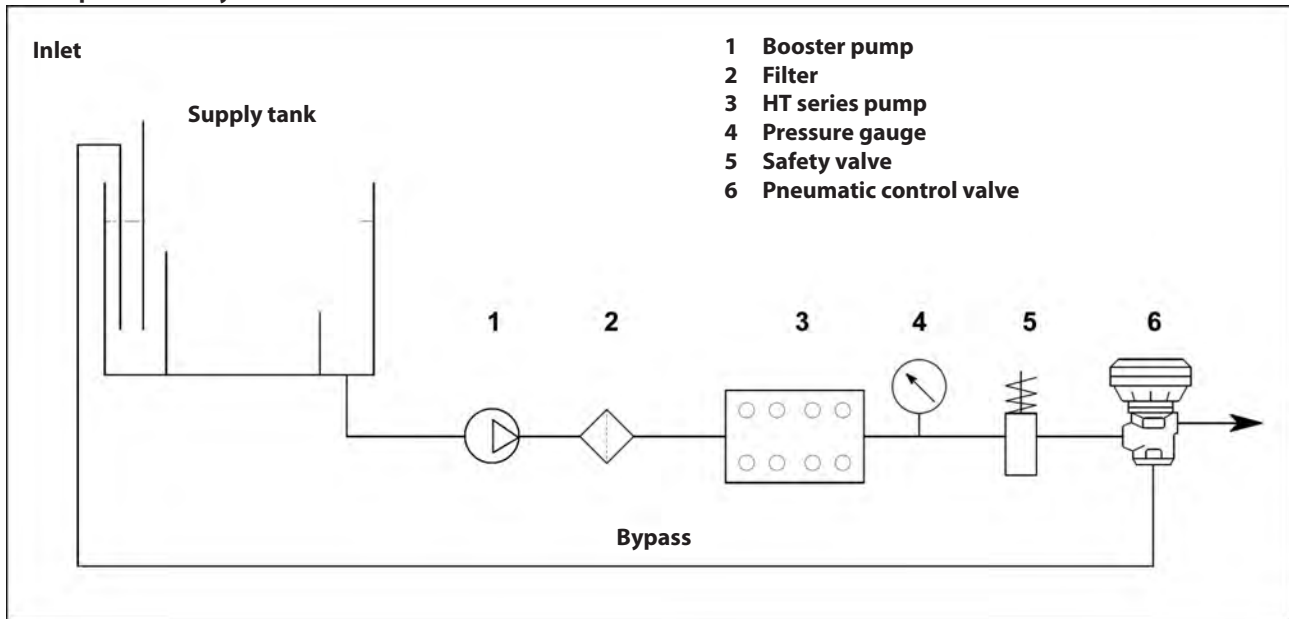 Inlet
Supply tank
1 Booster pump
2 Filter
3 HT series pump
4 Pressure gauge
5 Safety valve
6 Pneumatic control valve
1 2 3 4 5 6
Bypass